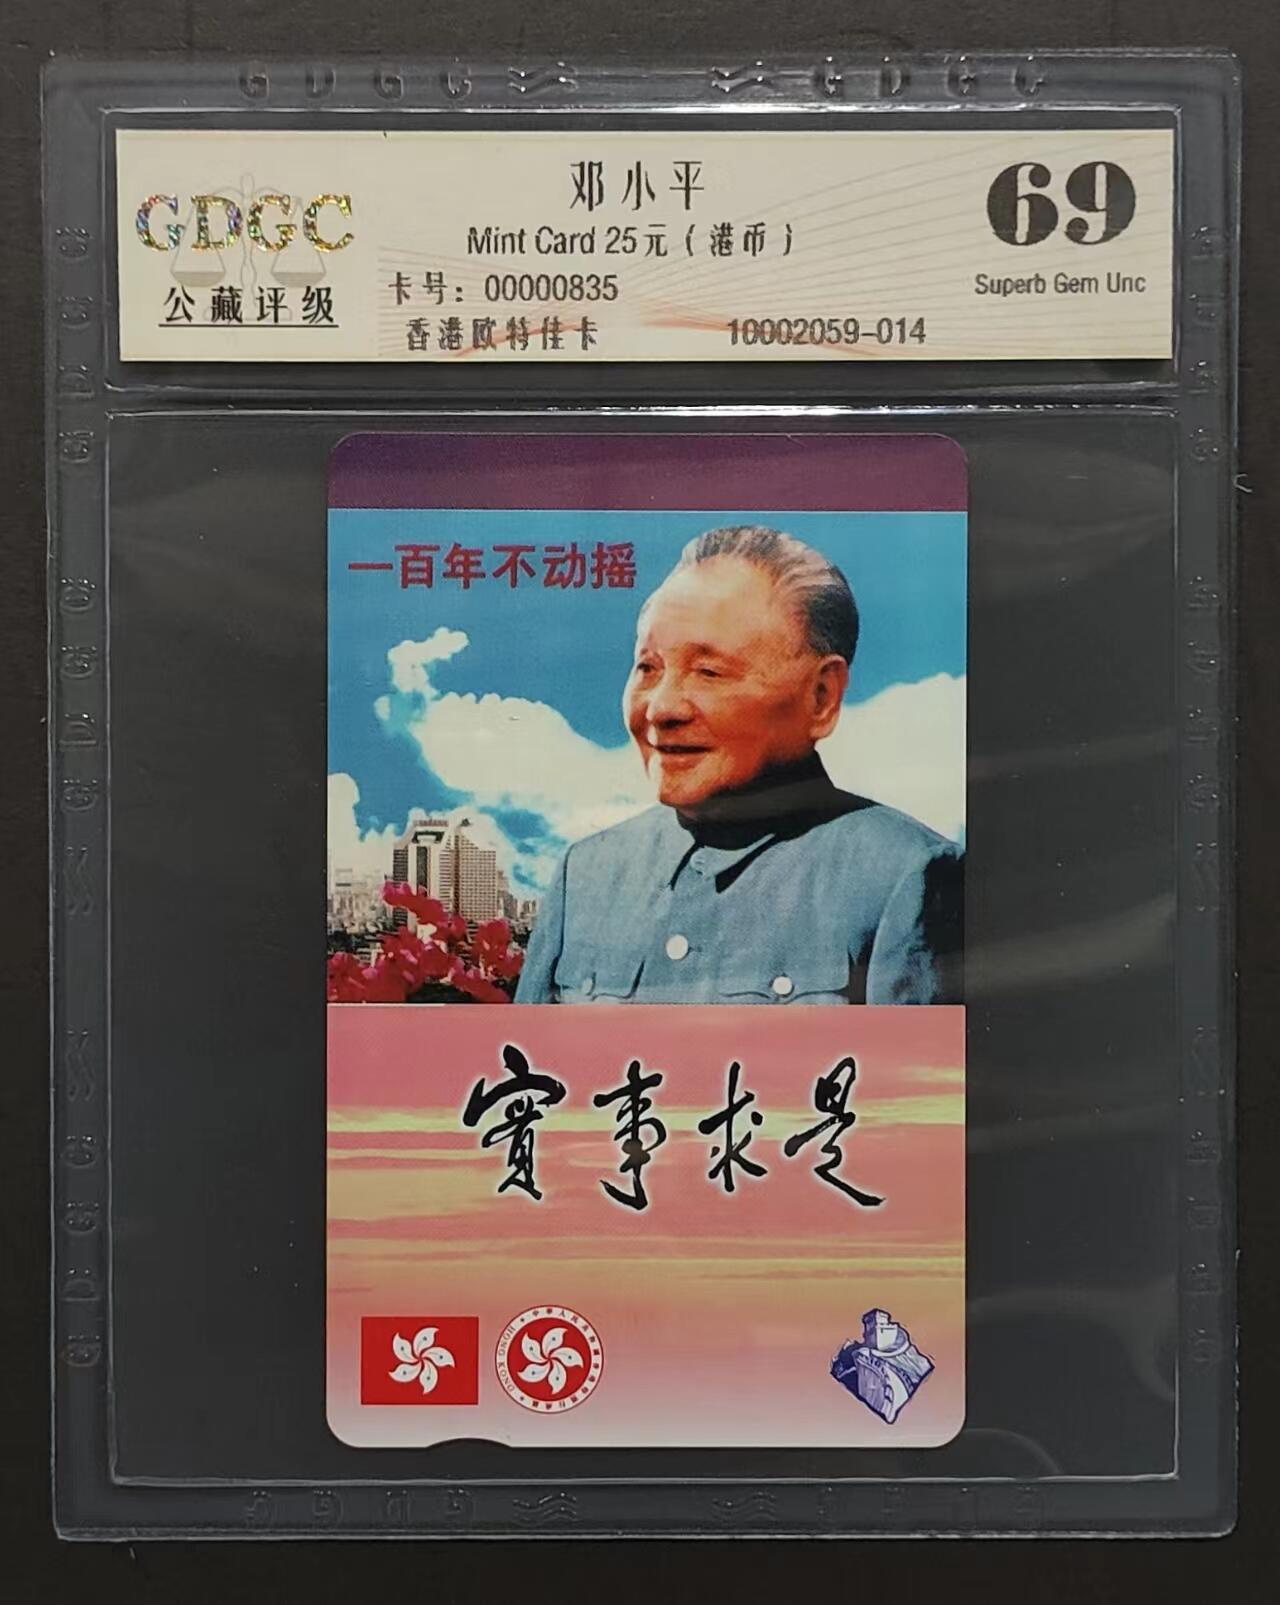 GDGC GDGC
GDGC
公藏评级
邓小平
Mint Card 25元(港币)
卡号：00000835
香港欧特佳卡
10002059-014
69
Superb Gem Unc
一百年不动摇
實事求是